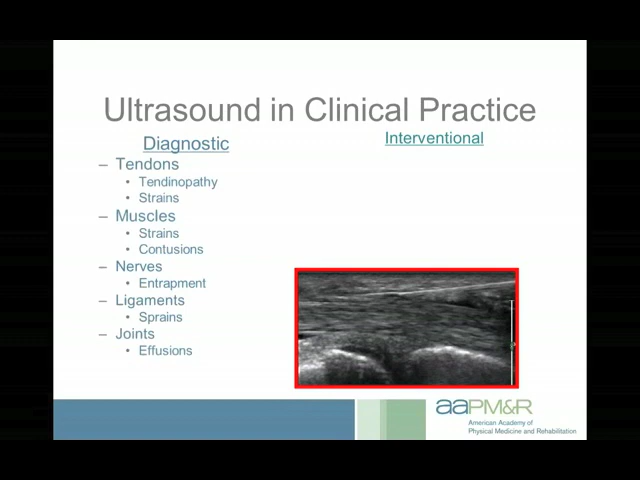 Ultrasound in Clinical Practice
Diagnostic
– Tendons
• Tendinopathy
• Strains
– Muscles
• Strains
• Contusions
– Nerves
• Entrapment
– Ligaments
• Sprains
– Joints
• Effusions
Interventional
aaPM&R
American Academy of
Physical Medicine and Rehabilitation